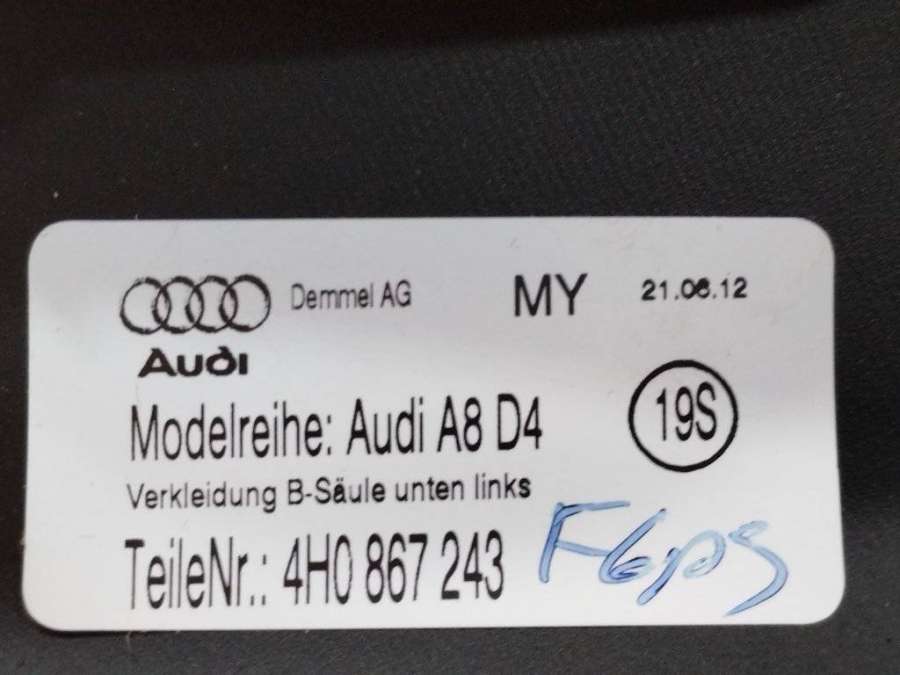 Demmel AG MY 21.06.12
Audi
Modelreihe: Audi A8 D4 19S
Verkleidung B-Säule unten links
TeileNr.: 4H0 867 243